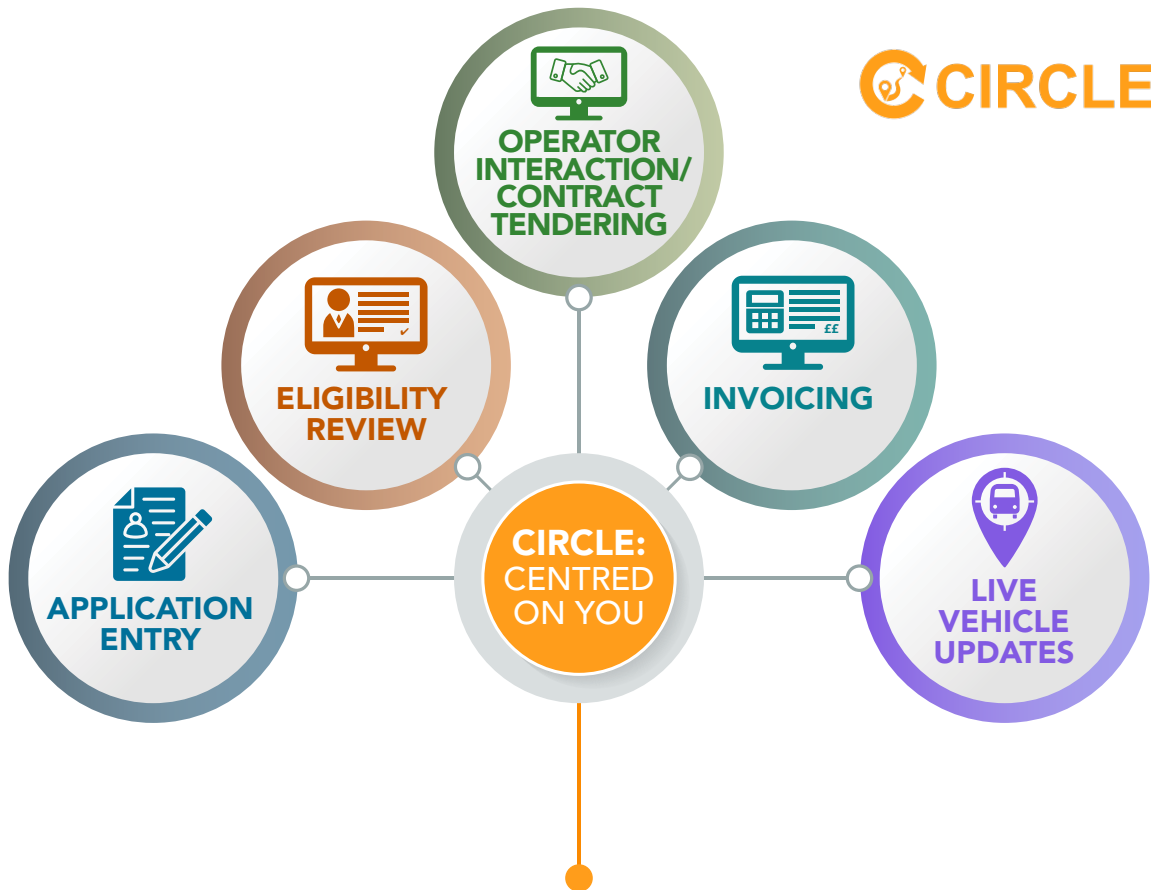 CIRCLE
OPERATOR
INTERACTION/
CONTRACT
TENDERING
ELIGIBILITY
REVIEW
££
INVOICING
APPLICATION
ENTRY
CIRCLE:
CENTRED
ON YOU
LIVE
VEHICLE
UPDATES